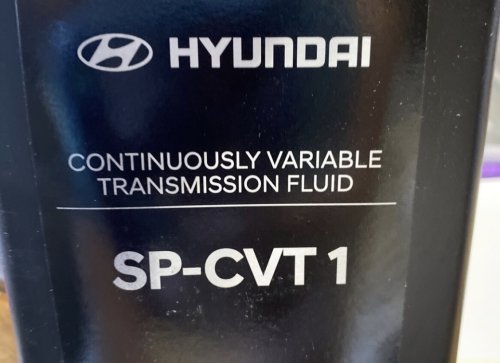 HYUNDAI
CONTINUOUSLY VARIABLE
TRANSMISSION FLUID
SP-CVT 1